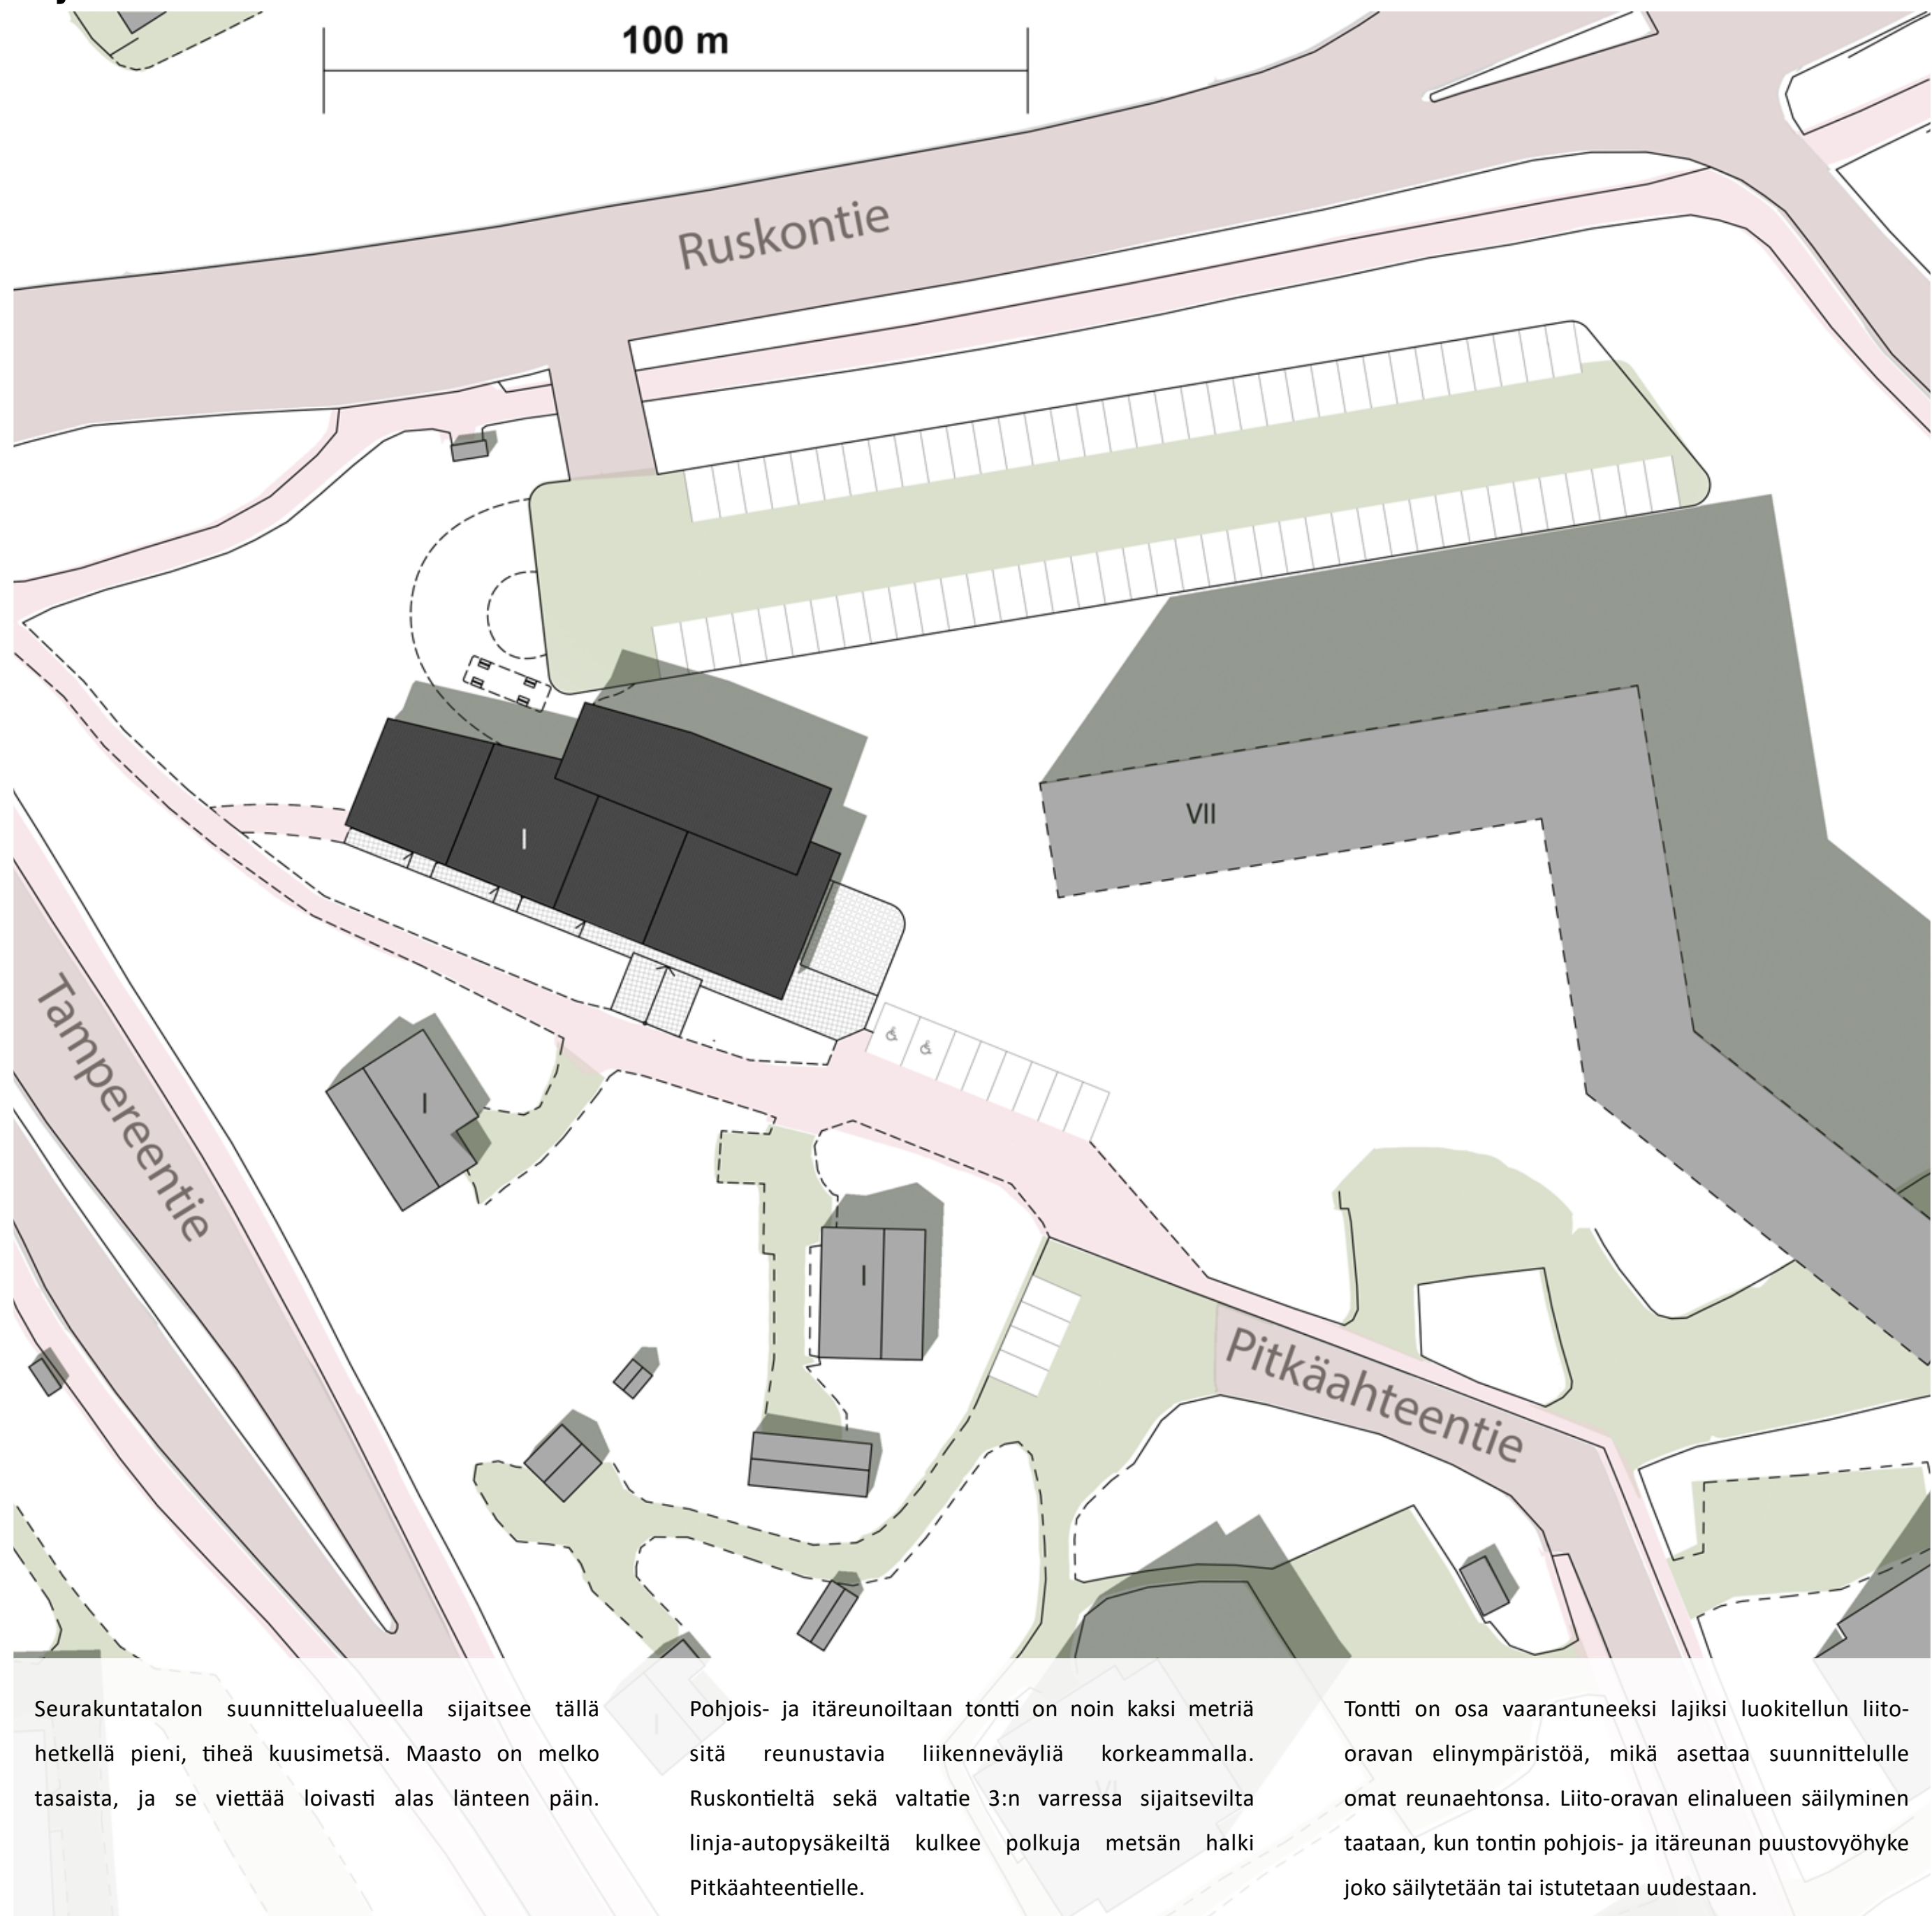 100 m
Ruskontie
VII
I
Tampereentie
I
I
Pitkäahteentie
Seurakuntatalon suunnittelualueella sijaitsee tällä
hetkellä pieni, tiheä kuusimetsä. Maasto on melko
tasaista, ja se viettää loivasti alas länteen päin.
Pohjois- ja itäreunoiltaan tontti on noin kaksi metriä
sitä reunustavia liikenneväyliä korkeammalla.
Ruskontieltä sekä valtatie 3:n varressa sijaitsevilta
linja-autopysäkeiltä kulkee polkuja metsän halki
Pitkäahteentielle.
Tontti on osa vaarantuneeksi lajiksi luokitellun liito-
oravan elinympäristöä, mikä asettaa suunnittelulle
omat reunaehtonsa. Liito-oravan elinalueen säilyminen
taataan, kun tontin pohjois- ja itäreunan puustovyöhyke
joko säilytetään tai istutetaan uudestaan.
I
VI